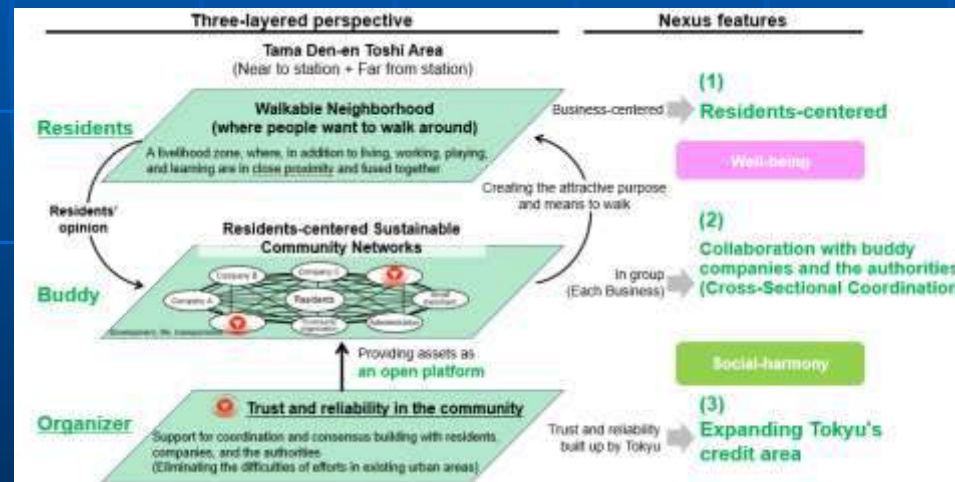 Three-layered perspective
Nexus features
Tama Den-en Toshi Area
(Near to station + Far from station)
Residents
Walkable Neighborhood
(where people want to walk around)
A livelihood zone, where, in addition to living, working, playing,
and learning are in close proximity and fused together
Business-centered
(1)
Residents-centered
Well-being
Residents'
opinion
Creating the attractive purpose
and means to walk
Residents-centered Sustainable
Community Networks
Buddy
Company A
Company B
Company C
Residents
Community
Administration
In group
(Each Business)
(2)
Collaboration with buddy
companies and the authorities
(Cross-Sectional Coordination
Providing assets as
an open platform
Social-harmony
Organizer
Trust and reliability in the community
Support for coordination and consensus building with residents,
companies, and the authorities
(Eliminating the difficulties of efforts in existing urban areas)
Trust and reliability
built up by Tokyu
(3)
Expanding Tokyu's
credit area